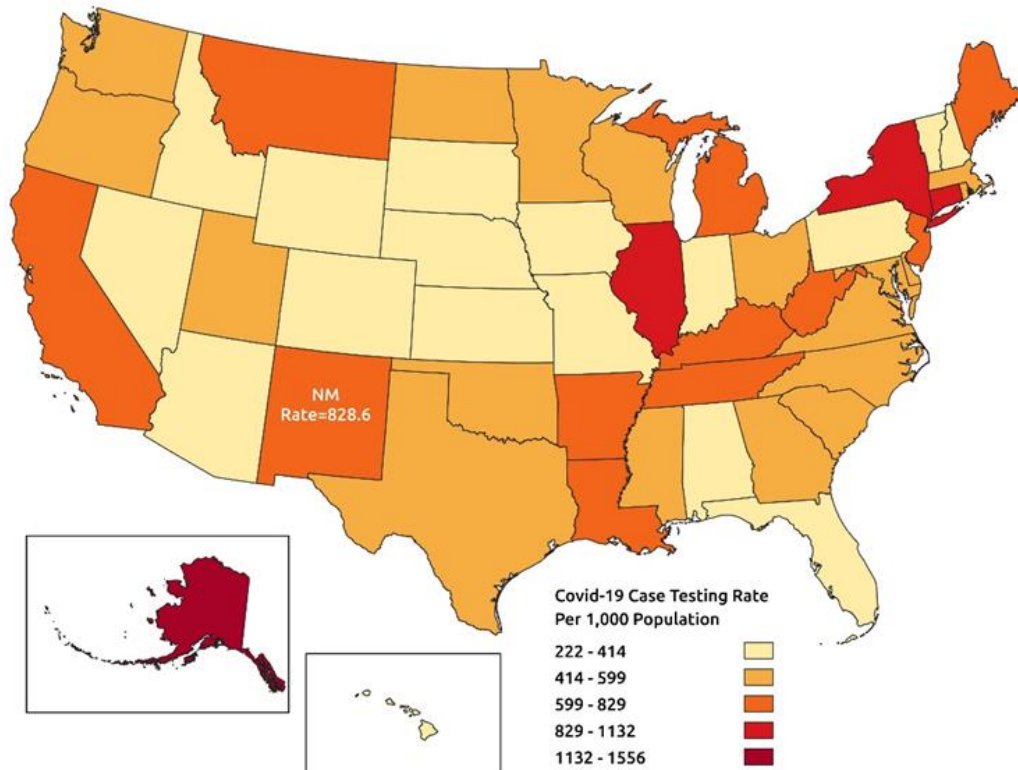 NM
Rate=828.6
Covid-19 Case Testing Rate
Per 1,000 Population
222 - 414
414 - 599
599 - 829
829 - 1132
1132 - 1556